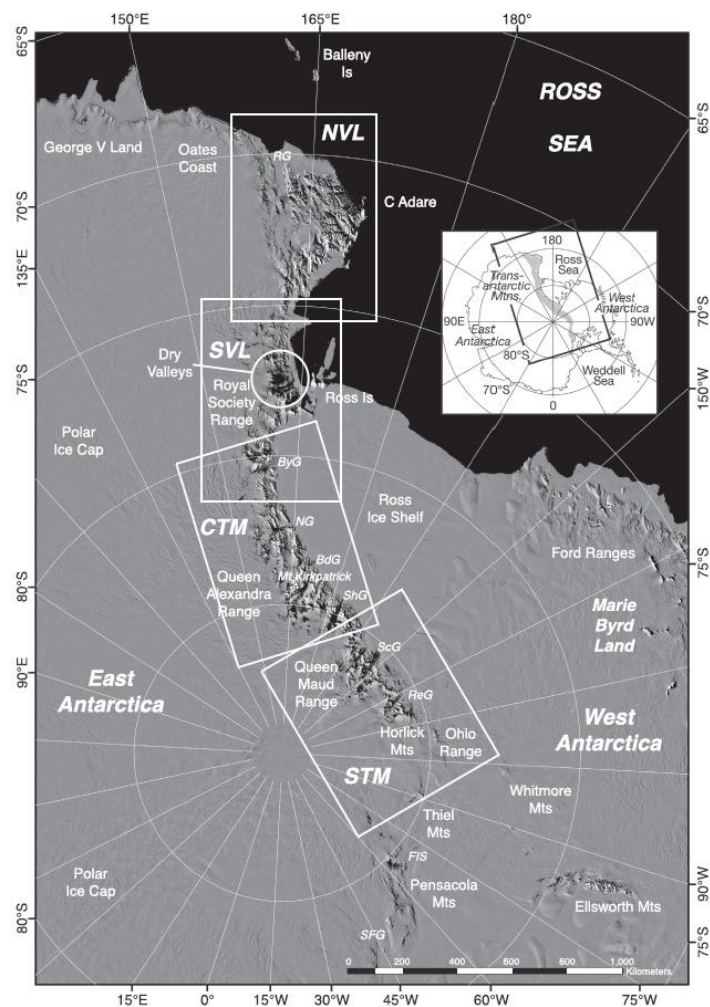 150°E
165°E
180°
65°S
Balleny
Is
ROSS
SEA
NVL
65°S
George V Land
Oates
Coast
RG
C Adare
70°S
135°E
180
Ross
Sea
Trans-
antarctic
Mtns.
West
Antarctica
90E
90W
East
Antarctica
80°S
70°S
Weddell
Sea
0
70°S
150°W
SVL
Dry
Valleys
75°S
Royal
Society
Range
Ross Is
Polar
Ice Cap
ByG
Ross
Ice Shelf
CTM
NG
BdG
Mt Kirkpatrick
Ford Ranges
75°S
Queen
Alexandra
Range
ShG
80°S
Marie
Byrd
Land
90°E
ScG
Queen
Maud
Range
East
Antarctica
ReG
Horlick
Mts
Ohio
Range
West
Antarctica
STM
Whitmore
Mts
Thiel
Mts
FIS
Polar
Ice Cap
Pensacola
Mts
Ellsworth Mts
90°W
80°S
SFG
75°S
0 200 400 600 800 1,000
Kilometers
15°E
0°
15°W
30°W
45°W
60°W
75°W